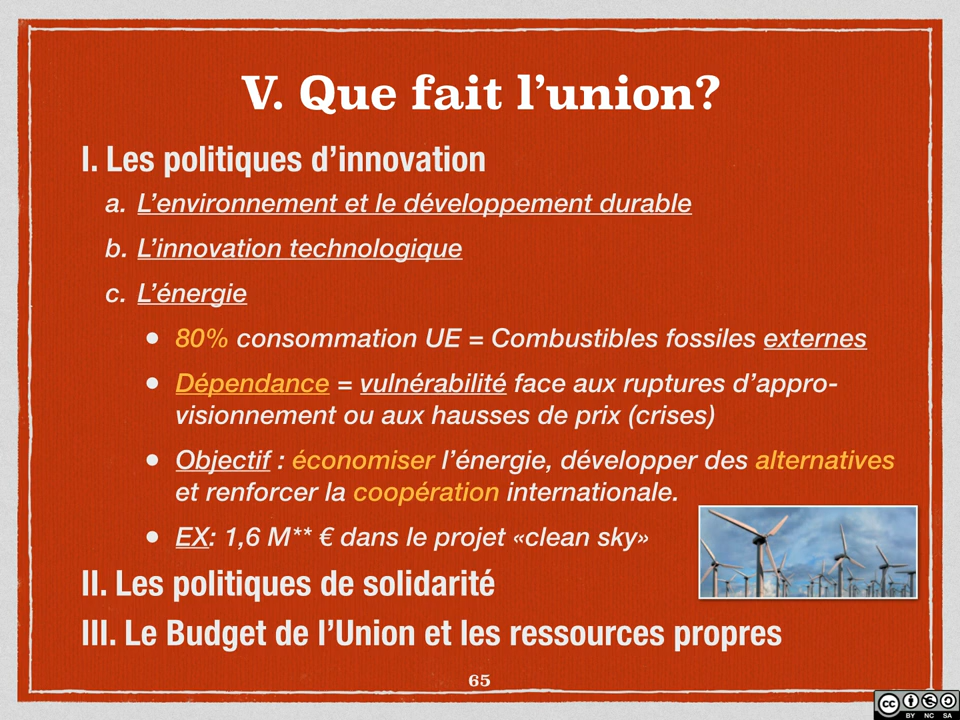 V. Que fait l’union?
I. Les politiques d’innovation
a. L’environnement et le développement durable
b. L’innovation technologique
c. L’énergie
• 80% consommation UE = Combustibles fossiles externes
• Dépendance = vulnérabilité face aux ruptures d’appro-
visionnement ou aux hausses de prix (crises)
• Objectif : économiser l’énergie, développer des alternatives
et renforcer la coopération internationale.
• EX: 1,6 M** € dans le projet «clean sky»
II. Les politiques de solidarité
III. Le Budget de l’Union et les ressources propres
65
cc BY NC SA